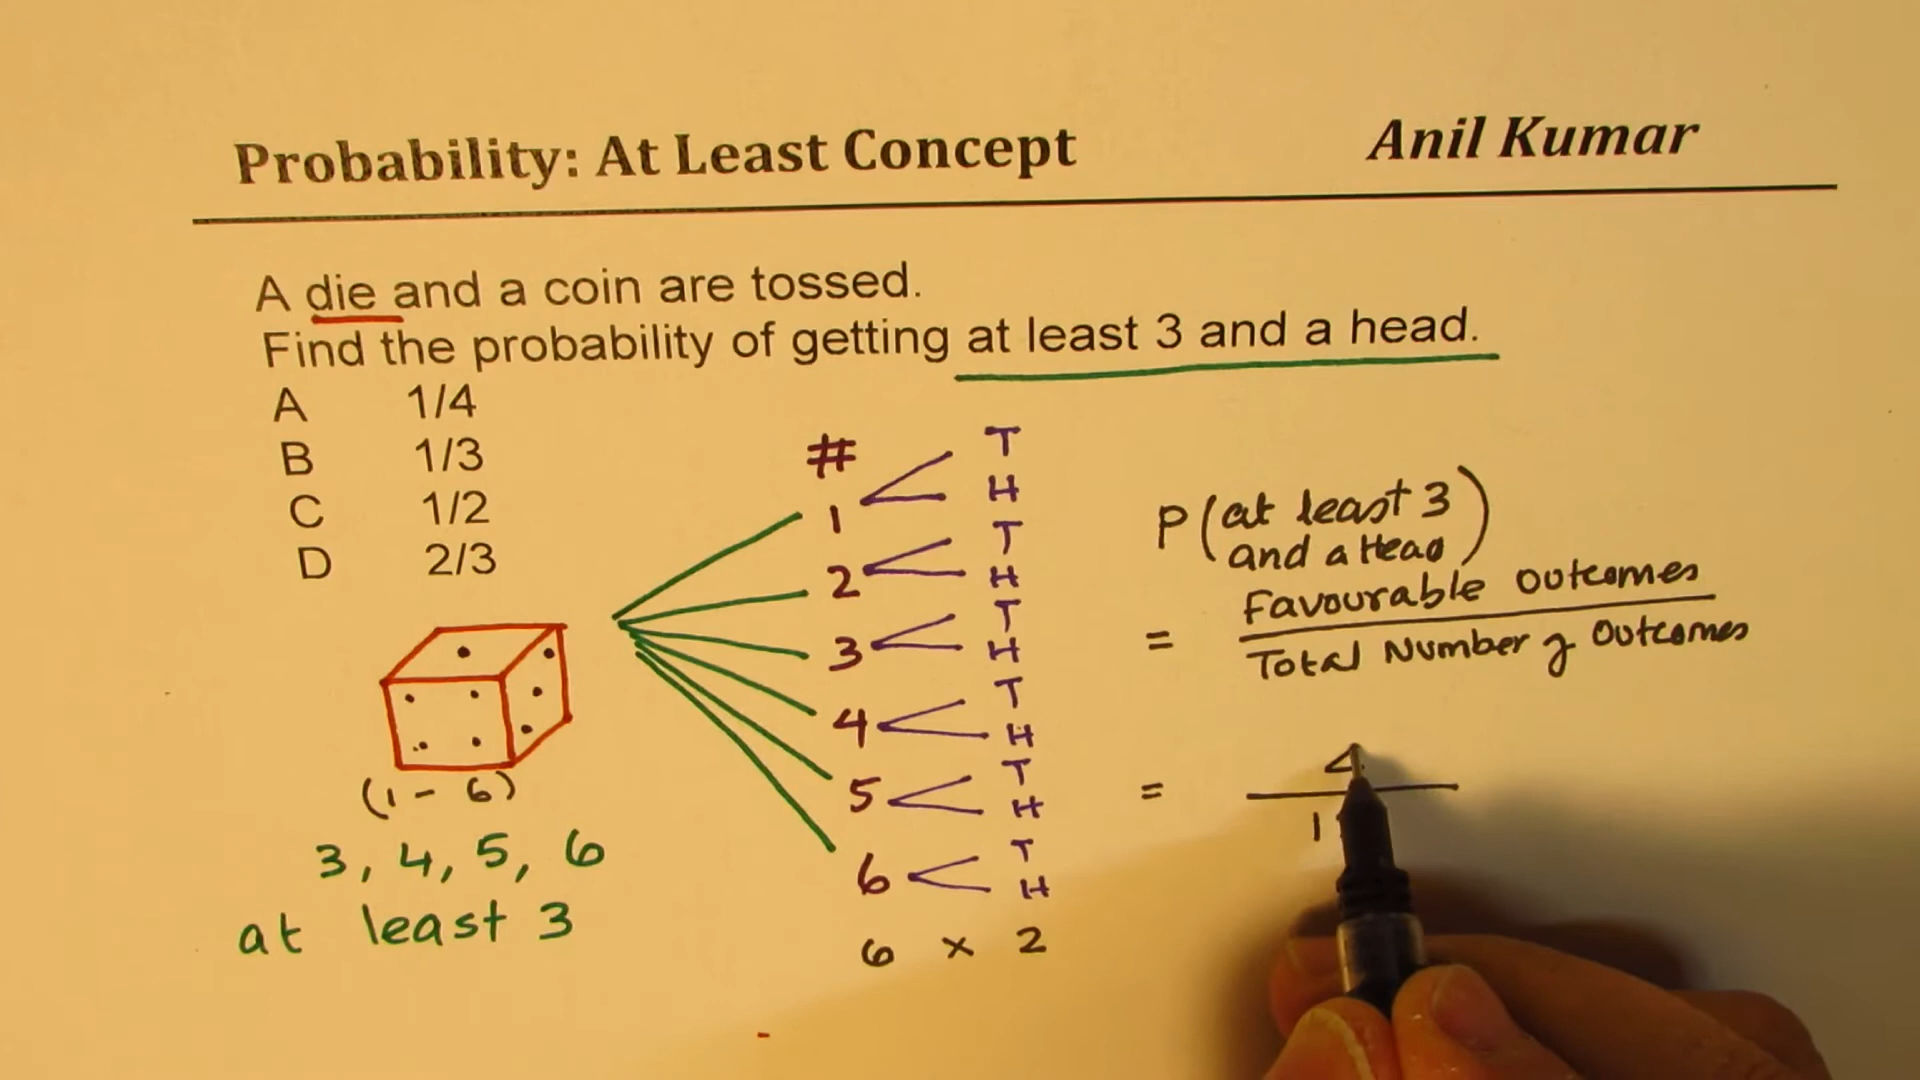 Probability: At Least Concept
Anil Kumar
A die and a coin are tossed.
Find the probability of getting at least 3 and a head.
A 1/4
B 1/3
C 1/2
D 2/3
#
1 T
H
2 T
H
3 T
H
4 T
H
5 T
H
6 T
H
6 x 2
(1 - 6)
3, 4, 5, 6
at least 3
P (at least 3
and a Head)
= Favourable outcomes
Total Number of outcomes
= 4